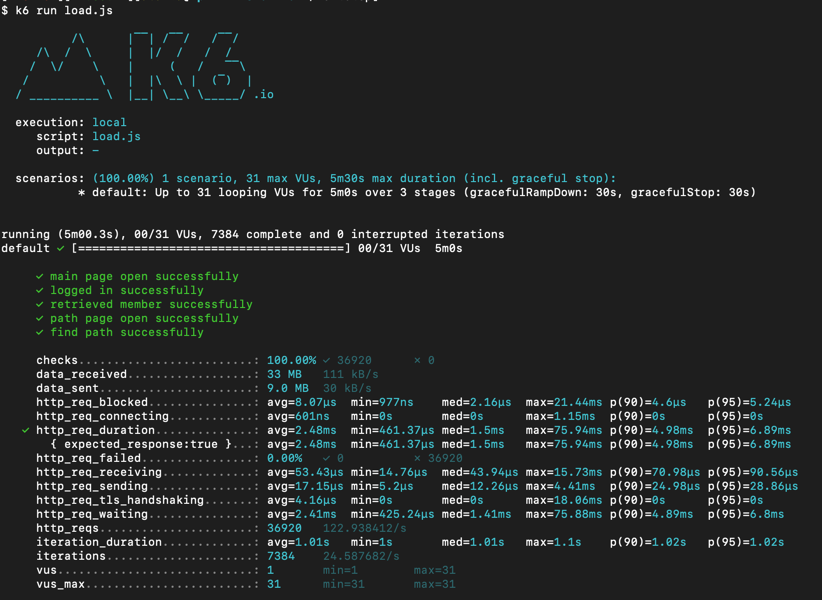 $ k6 run load.js
.io
execution: local
script: load.js
output: -
scenarios: (100.00%) 1 scenario, 31 max VUs, 5m30s max duration (incl. graceful stop):
* default: Up to 31 looping VUs for 5m0s over 3 stages (gracefulRampDown: 30s, gracefulStop: 30s)
running (5m00.3s), 00/31 VUs, 7384 complete and 0 interrupted iterations
default ✓ [======================================] 00/31 VUs  5m0s
✓ main page open successfully
✓ logged in successfully
✓ retrieved member successfully
✓ path page open successfully
✓ find path successfully
checks.........................: 100.00% ✓ 36920      ✗ 0
data_received..................: 33 MB   111 kB/s
data_sent......................: 9.0 MB  30 kB/s
http_req_blocked...............: avg=8.07µs  min=977ns    med=2.16µs  max=21.44ms p(90)=4.6µs   p(95)=5.24µs
http_req_connecting............: avg=601ns   min=0s       med=0s      max=1.15ms  p(90)=0s      p(95)=0s
✓ http_req_duration..............: avg=2.48ms  min=461.37µs med=1.5ms   max=75.94ms p(90)=4.98ms  p(95)=6.89ms
{ expected_response:true }...: avg=2.48ms  min=461.37µs med=1.5ms   max=75.94ms p(90)=4.98ms  p(95)=6.89ms
http_req_failed................: 0.00%   ✓ 0          ✗ 36920
http_req_receiving.............: avg=53.43µs min=14.76µs  med=43.94µs max=15.73ms p(90)=70.98µs p(95)=90.56µs
http_req_sending...............: avg=17.15µs min=5.2µs    med=12.26µs max=4.41ms  p(90)=24.98µs p(95)=28.86µs
http_req_tls_handshaking.......: avg=4.16µs  min=0s       med=0s      max=18.06ms p(90)=0s      p(95)=0s
http_req_waiting...............: avg=2.41ms  min=425.24µs med=1.41ms  max=75.88ms p(90)=4.89ms  p(95)=6.8ms
http_reqs......................: 36920   122.938412/s
iteration_duration.............: avg=1.01s   min=1s       med=1.01s   max=1.1s    p(90)=1.02s   p(95)=1.02s
iterations.....................: 7384    24.587682/s
vus............................: 1       min=1        max=31
vus_max........................: 31      min=31       max=31